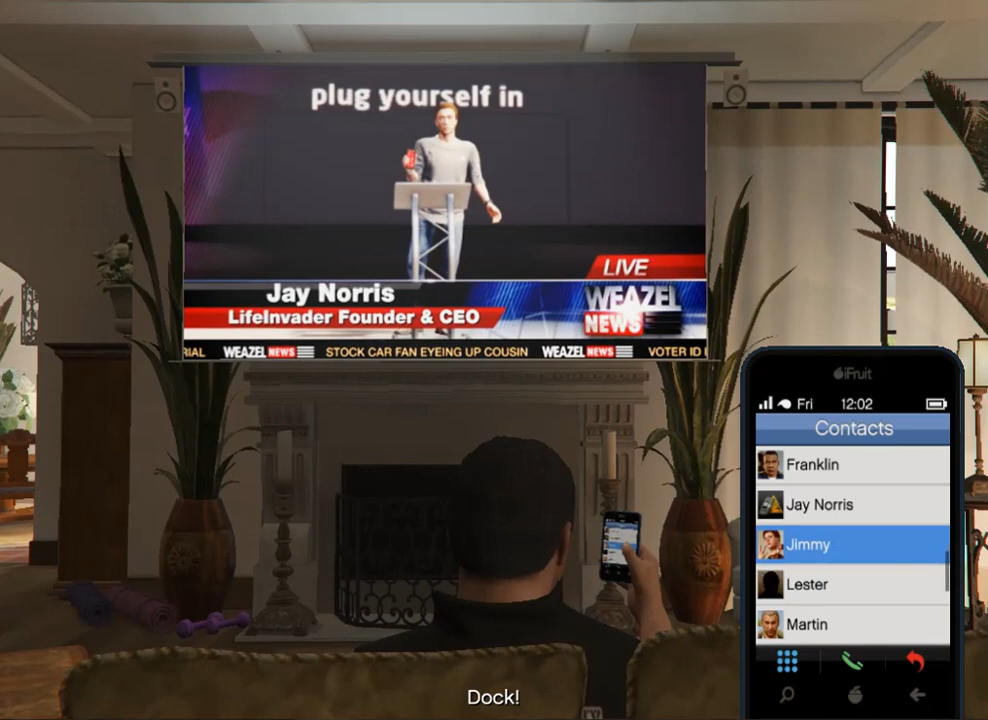 plug yourself in
LIVE
Jay Norris
LifeInvader Founder & CEO
WEAZEL
NEWS
RIAL WEAZEL NEWS STOCK CAR FAN EYEING UP COUSIN WEAZEL NEWS VOTER ID
iFruit
Fri 12:02
Contacts
Franklin
Jay Norris
Jimmy
Lester
Martin
Dock!